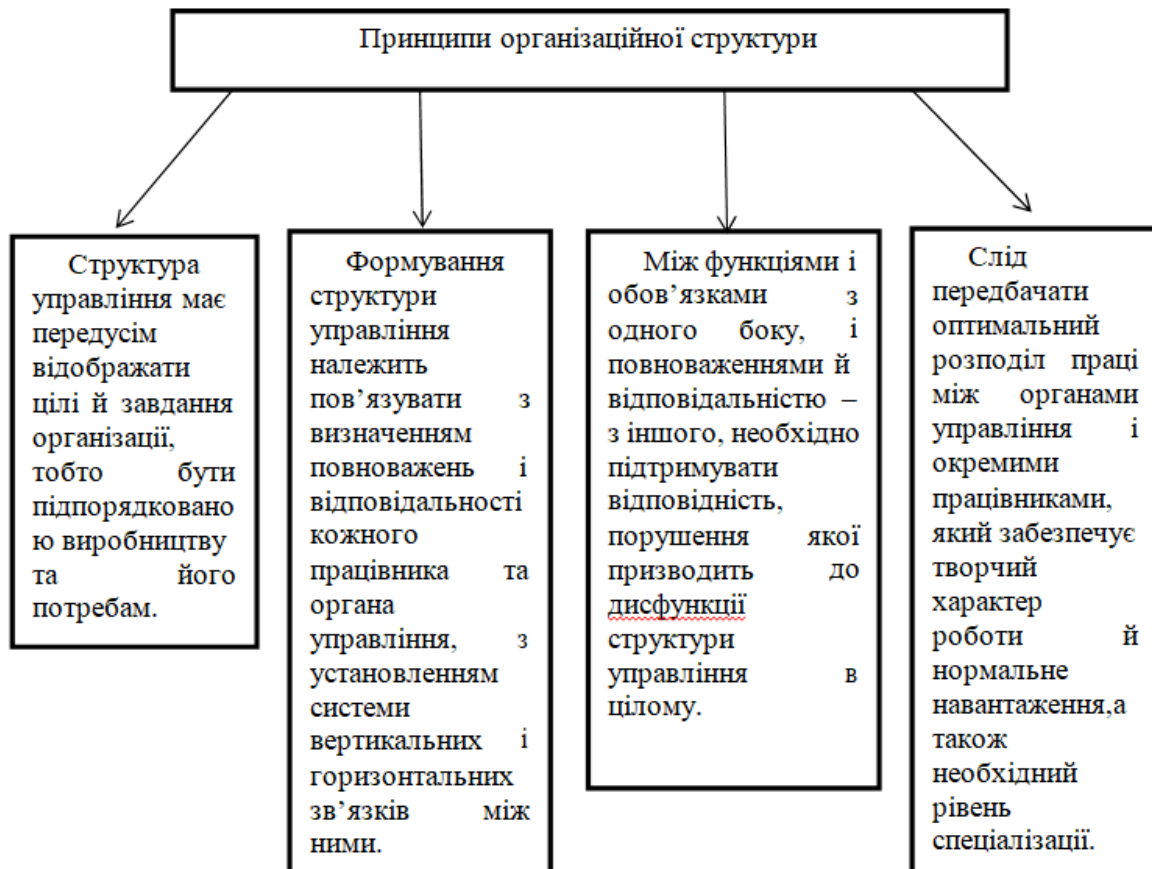 Принципи організаційної структури
Структура
управління має
передусім
відображати
цілі й завдання
організації,
тобто бути
підпорядковано
ю виробництву
та його
потребам.
Формування
структури
управління
належить
пов’язувати з
визначенням
повноважень і
відповідальності
кожного
працівника та
органа
управління, з
установленням
системи
вертикальних і
горизонтальних
зв’язків між
ними.
Між функціями і
обов’язками з
одного боку, і
повноваженнями й
відповідальністю –
з іншого, необхідно
підтримувати
відповідність,
порушення якої
призводить до
дисфункції
структури
управління в
цілому.
Слід
передбачати
оптимальний
розподіл праці
між органами
управління і
окремими
працівниками,
який забезпечує
творчий
характер
роботи й
нормальне
навантаження,а
також
необхідний
рівень
спеціалізації.